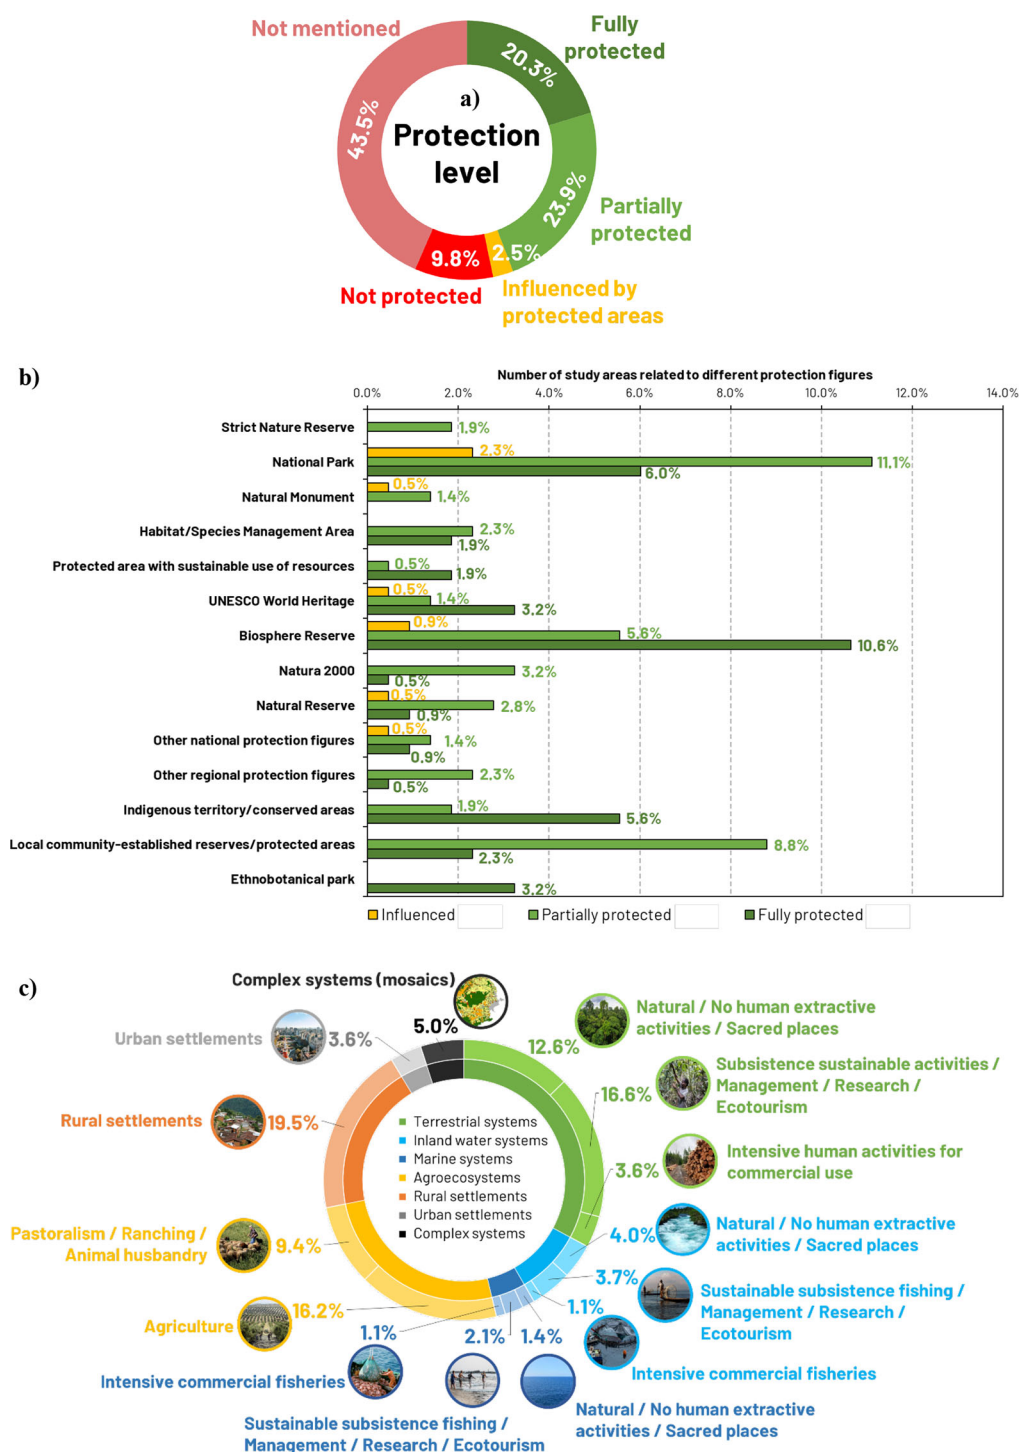 Not mentioned
Fully
protected
20.3%
43.5%
a)
Protection
level
23.9%
Partially
protected
9.8%
2.5%
Not protected
Influenced by
protected areas
b)
Number of study areas related to different protection figures
0.0% 2.0% 4.0% 6.0% 8.0% 10.0% 12.0% 14.0%
Strict Nature Reserve
1.9%
National Park
2.3%
11.1%
6.0%
Natural Monument
0.5%
1.4%
Habitat/Species Management Area
2.3%
1.9%
Protected area with sustainable use of resources
0.5%
1.9%
UNESCO World Heritage
0.5%
1.4%
3.2%
Biosphere Reserve
0.9%
5.6%
10.6%
Natura 2000
3.2%
0.5%
Natural Reserve
0.5%
2.8%
0.9%
Other national protection figures
0.5%
1.4%
0.9%
Other regional protection figures
2.3%
0.5%
Indigenous territory/conserved areas
1.9%
5.6%
Local community-established reserves/protected areas
8.8%
2.3%
Ethnobotanical park
3.2%
Influenced Partially protected Fully protected
c)
Complex systems (mosaics)
5.0%
Urban settlements
3.6%
Rural settlements
19.5%
Pastoralism / Ranching /
Animal husbandry
9.4%
Agriculture
16.2%
12.6%
Natural / No human extractive
activities / Sacred places
16.6%
Subsistence sustainable activities /
Management / Research /
Ecotourism
3.6%
Intensive human activities for
commercial use
4.0%
Natural / No human extractive
activities / Sacred places
3.7%
Sustainable subsistence fishing /
Management / Research /
Ecotourism
1.1%
Intensive commercial fisheries
Terrestrial systems
Inland water systems
Marine systems
Agroecosystems
Rural settlements
Urban settlements
Complex systems
1.1%
Intensive commercial fisheries
2.1%
Sustainable subsistence fishing /
Management / Research / Ecotourism
1.4%
Natural / No human extractive
activities / Sacred places